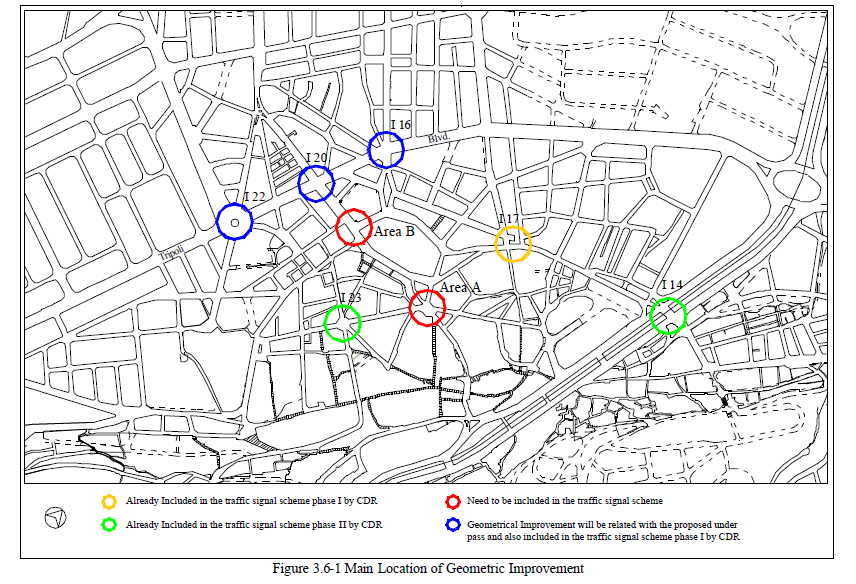 I 16
Blvd.
I 20
I 22
I 17
Area B
Tripoli
Area A
I 14
I 23
Already Included in the traffic signal scheme phase I by CDR
Need to be included in the traffic signal scheme
Already Included in the traffic signal scheme phase II by CDR
Geometrical Improvement will be related with the proposed under
pass and also included in the traffic signal scheme phase I by CDR
Figure 3.6-1 Main Location of Geometric Improvement